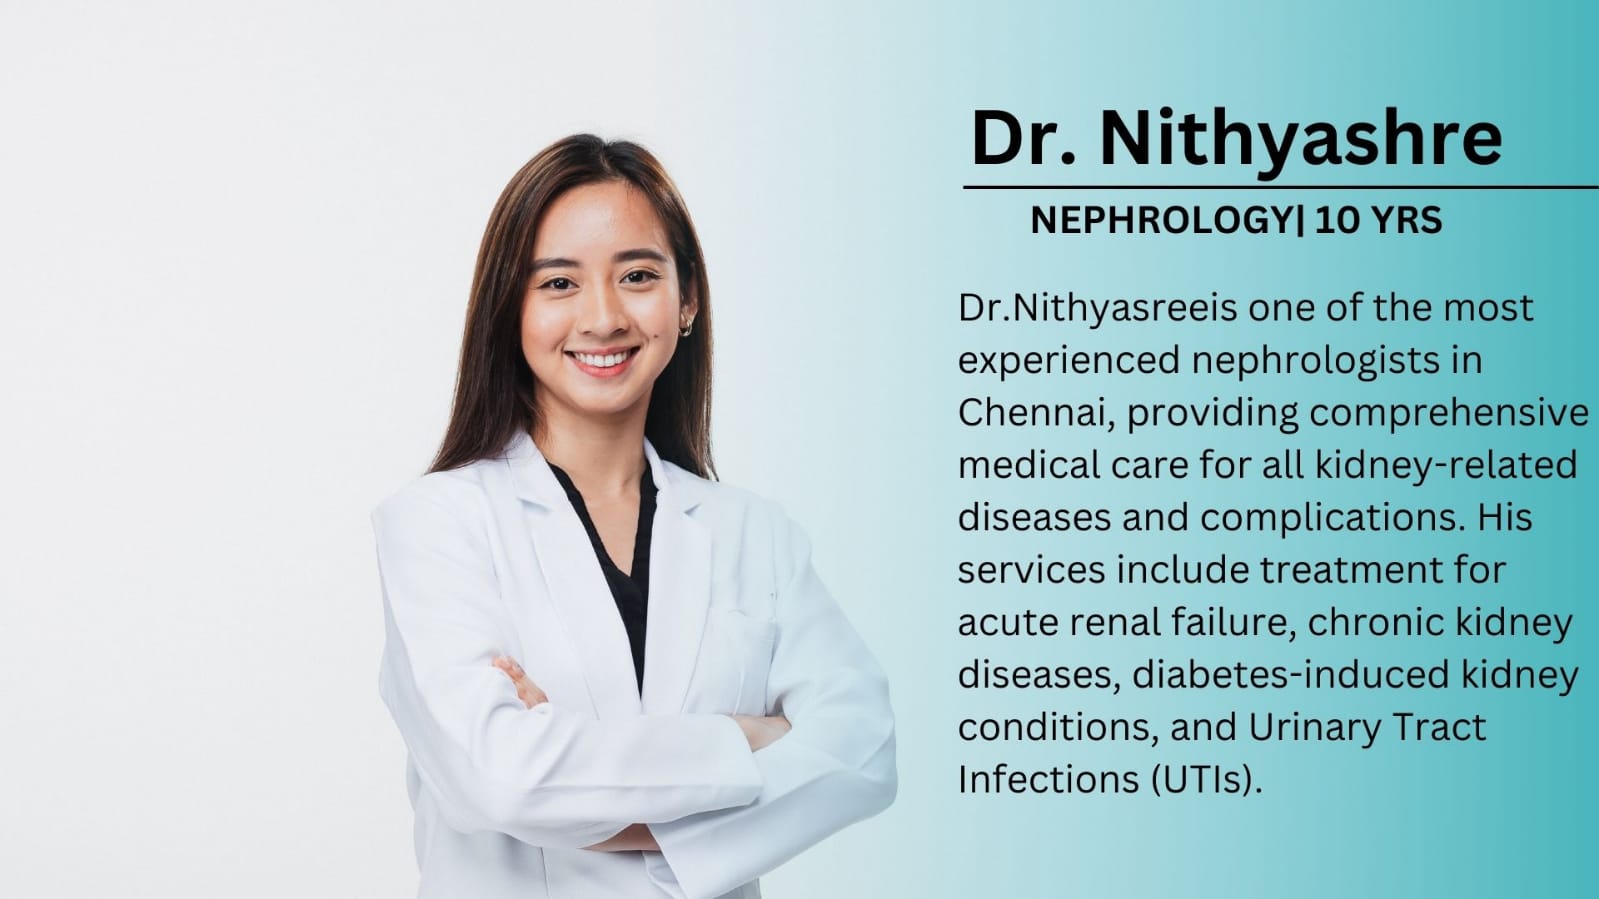 Dr. Nithyashre
NEPHROLOGY| 10 YRS
Dr.Nithyasreeis one of the most
experienced nephrologists in
Chennai, providing comprehensive
medical care for all kidney-related
diseases and complications. His
services include treatment for
acute renal failure, chronic kidney
diseases, diabetes-induced kidney
conditions, and Urinary Tract
Infections (UTIs).